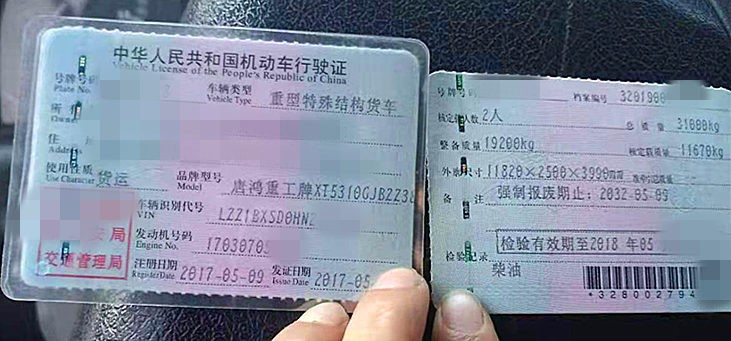 中华人民共和国机动车行驶证
Vehicle License of the People's Republic of China
号牌号码
Plate No.
车辆类型 重型特殊结构货车
Vehicle Type
所
Owner
住
Address
使用性质 货运
Use Character
品牌型号 唐鸿重工牌XT5310GJBZZ38
Model
车辆识别代号 LZZ1BXSD0HN2
VIN
发动机号码 17030705
Engine No.
局
交通管理局
注册日期 2017-05-09 发证日期 2017-05-
Register Date Issue Date
号牌号 档案编号 3201900
核定载人数 2人 总质量 31000kg
整备质量 19200kg 核定载质量 11670kg
外廓尺寸 11820×2500×3990
备注 强制报废期止:2032-05-09
检验有效期至2018 年05
检验记录
柴油
*328002794